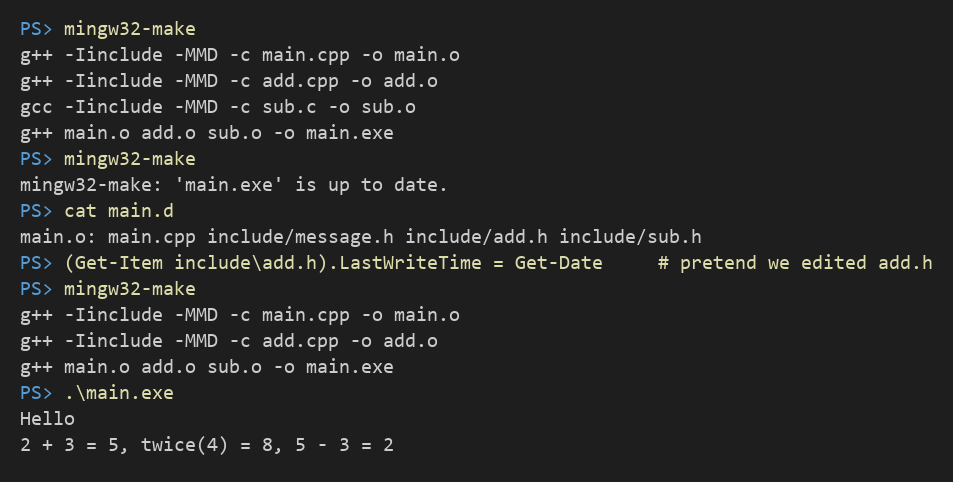 PS> mingw32-make
g++ -Iinclude -MMD -c main.cpp -o main.o
g++ -Iinclude -MMD -c add.cpp -o add.o
gcc -Iinclude -MMD -c sub.c -o sub.o
g++ main.o add.o sub.o -o main.exe
PS> mingw32-make
mingw32-make: 'main.exe' is up to date.
PS> cat main.d
main.o: main.cpp include/message.h include/add.h include/sub.h
PS> (Get-Item include\add.h).LastWriteTime = Get-Date     # pretend we edited add.h
PS> mingw32-make
g++ -Iinclude -MMD -c main.cpp -o main.o
g++ -Iinclude -MMD -c add.cpp -o add.o
g++ main.o add.o sub.o -o main.exe
PS> .\main.exe
Hello
2 + 3 = 5, twice(4) = 8, 5 - 3 = 2